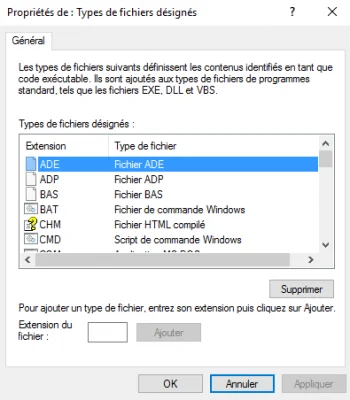 Propriétés de : Types de fichiers désignés
?
Général
Les types de fichiers suivants définissent les contenus identifiés en tant que
code exécutable. Ils sont ajoutés aux types de fichiers de programmes
standard, tels que les fichiers EXE, DLL et VBS.
Types de fichiers désignés :
Extension Type de fichier
ADE Fichier ADE
ADP Fichier ADP
BAS Fichier BAS
BAT Fichier de commande Windows
CHM Fichier HTML compilé
CMD Script de commande Windows
Supprimer
Pour ajouter un type de fichier, entrez son extension puis cliquez sur Ajouter.
Extension du
fichier :
Ajouter
OK Annuler Appliquer